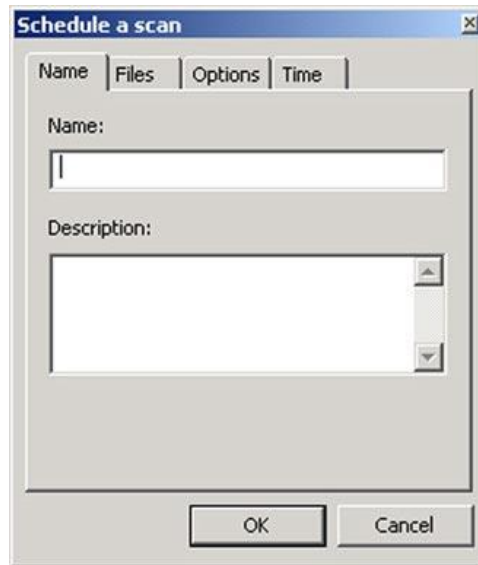 Schedule a scan
Name Files Options Time
Name:
Description:
OK Cancel